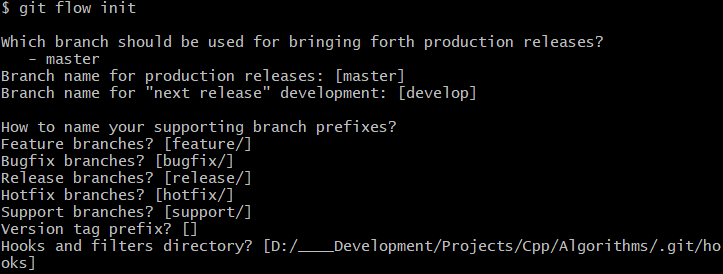 $ git flow init
Which branch should be used for bringing forth production releases?
- master
Branch name for production releases: [master]
Branch name for "next release" development: [develop]
How to name your supporting branch prefixes?
Feature branches? [feature/]
Bugfix branches? [bugfix/]
Release branches? [release/]
Hotfix branches? [hotfix/]
Support branches? [support/]
Version tag prefix? []
Hooks and filters directory? [D:/____Development/Projects/Cpp/Algorithms/.git/ho
oks]